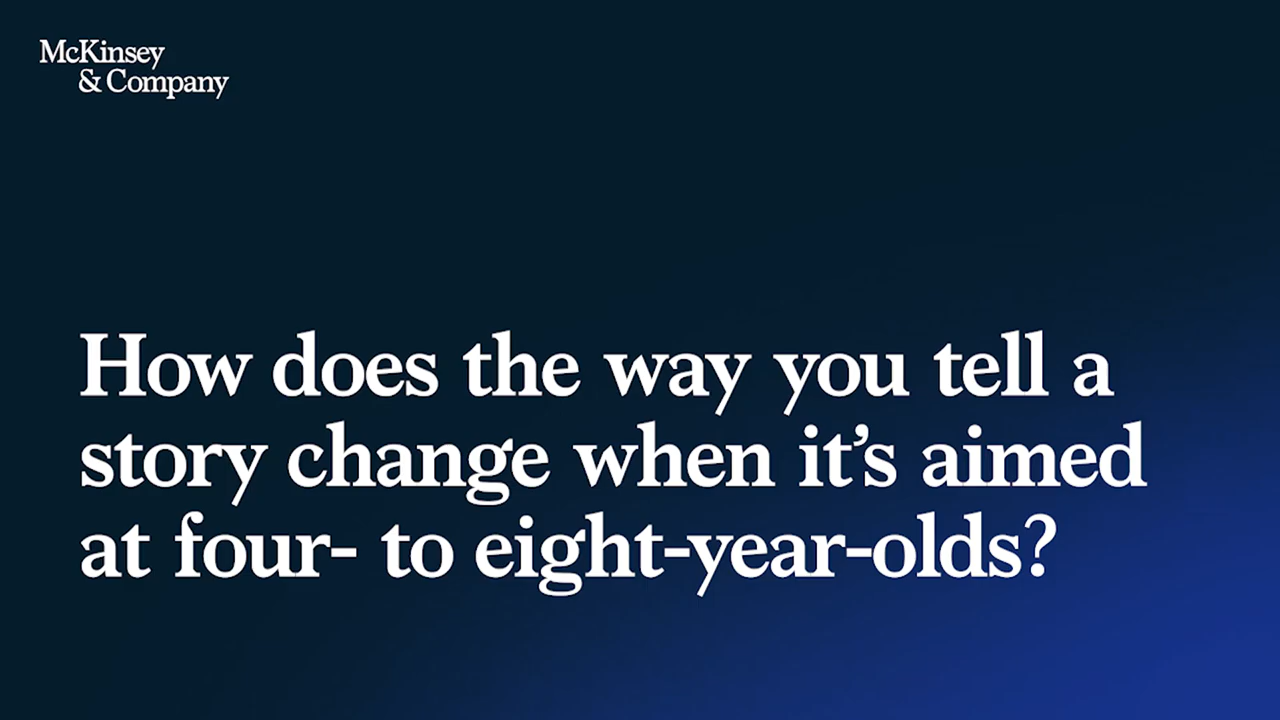 McKinsey
& Company
How does the way you tell a
story change when it’s aimed
at four- to eight-year-olds?